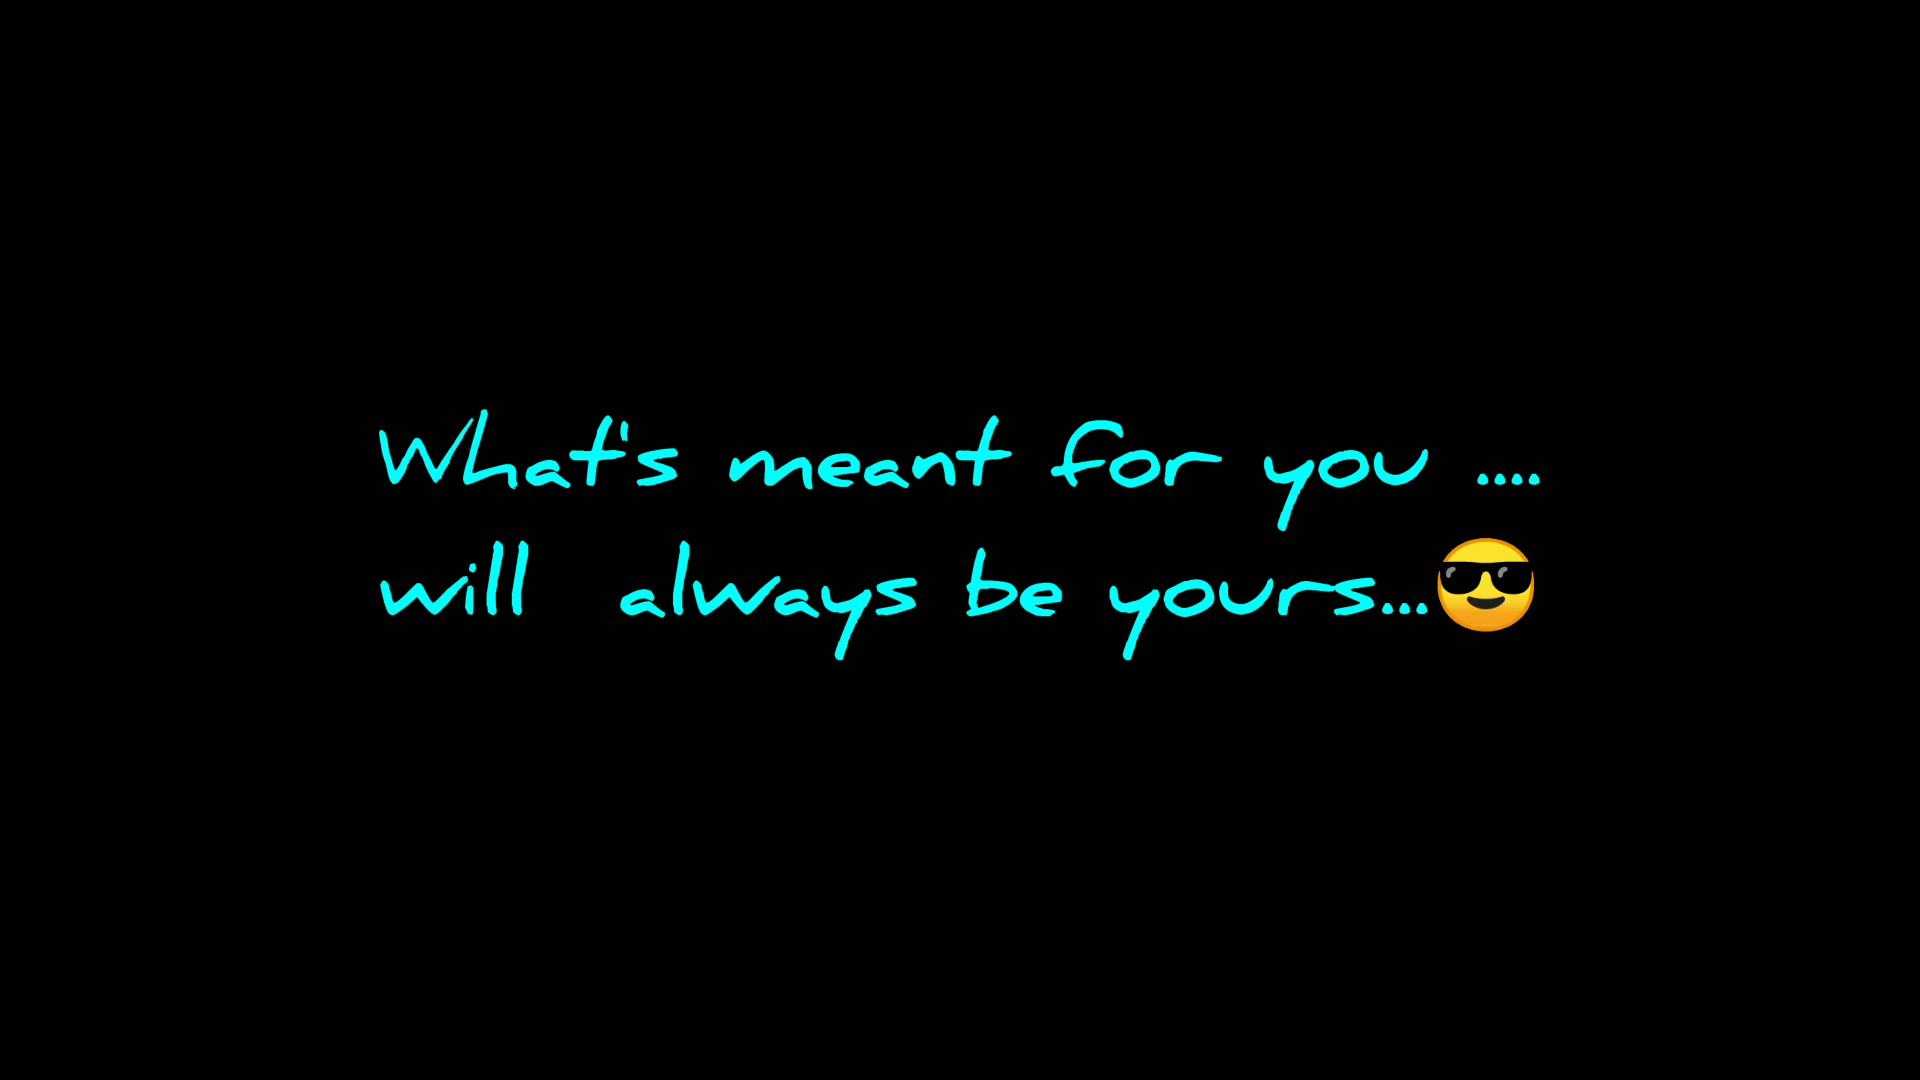 What's meant for you ....
will  always be yours...😎